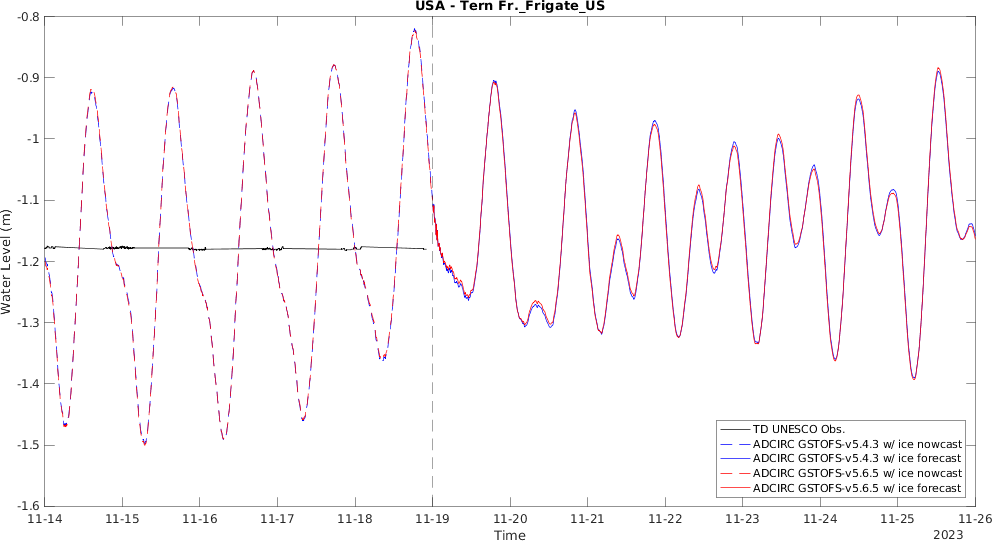 USA - Tern Fr._Frigate_US
Water Level (m)
-0.8
-0.9
-1
-1.1
-1.2
-1.3
-1.4
-1.5
-1.6
TD UNESCO Obs.
ADCIRC GSTOFS-v5.4.3 w/ ice nowcast
ADCIRC GSTOFS-v5.4.3 w/ ice forecast
ADCIRC GSTOFS-v5.6.5 w/ ice nowcast
ADCIRC GSTOFS-v5.6.5 w/ ice forecast
11-14 11-15 11-16 11-17 11-18 11-19 11-20 11-21 11-22 11-23 11-24 11-25 11-26
Time
2023